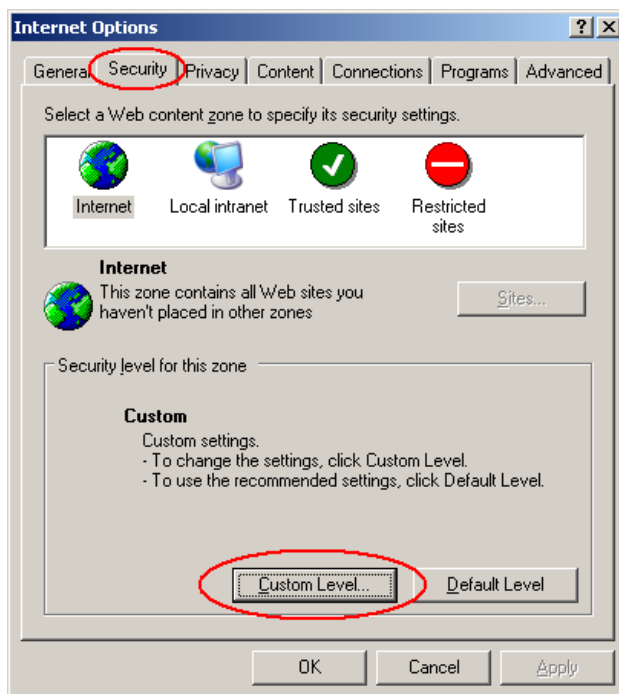 Internet Options
General Security Privacy Content Connections Programs Advanced
Select a Web content zone to specify its security settings.
Internet Local intranet Trusted sites Restricted
sites
Internet
This zone contains all Web sites you
haven't placed in other zones
Sites...
Security level for this zone
Custom
Custom settings.
- To change the settings, click Custom Level.
- To use the recommended settings, click Default Level.
Custom Level... Default Level
OK Cancel Apply